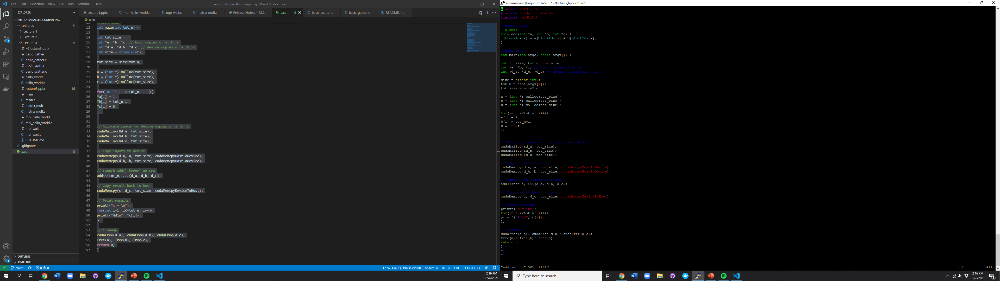 File Edit Selection View Go Run Terminal Help
a.cu - Intro-Parallel-Computing - Visual Studio Code
EXPLORER
INTRO-PARALLEL-COMPUTING
Lectures
Lecture 1
Lecture 2
Lecture 3
~$lecture3.pptx
basic_gather
basic_gather.c
basic_scatter
basic_scatter.c
hello_world
hello_world.c
lecture3.pptx M
main
main.c
matrix_mult
matrix_mult.c
mpi_hello_world
mpi_hello_world.c
mpi_wait
mpi_wait.c
README.md
.gitignore
a.cu U
OUTLINE
TIMELINE
Lecture1.pptx mpi_hello_world.c mpi_wait.c matrix_mult.c Release Notes: 1.62.2 a.cu U basic_scatter.c basic_gather.c README.md
a.cu
11 //Host code
12 int main(int tot_n) {
13
14 int tot_size
15 int *a, *b, *c; // host copies of a, b, c
16 int *d_a, *d_b, *d_c; // device copies of a, b, c
17 int size = sizeof(int);
18
19 tot_size = size*tot_n;
20
21 a = (int *) malloc(tot_size);
22 b = (int *) malloc(tot_size);
23 c = (int *) malloc(tot_size);
24
25 for(int i=1; i<=tot_n; i++){
26 *a[i] = i;
27 *b[i] = tot_n-i;
28 *c[i] = 0;
29 };
30
31
32 // Allocate space for device copies of a, b, c
33 cudaMalloc(&d_a, tot_size);
34 cudaMalloc(&d_b, tot_size);
35 cudaMalloc(&d_c, tot_size);
36
37 // Copy inputs to device
38 cudaMemcpy(d_a, a, tot_size, cudaMemcpyHostToDevice);
39 cudaMemcpy(d_b, b, tot_size, cudaMemcpyHostToDevice);
40
41 // Launch add() kernel on GPU
42 add<<<tot_n,1>>>(d_a, d_b, d_c);
43
44 // Copy result back to host
45 cudaMemcpy(c, d_c, tot_size, cudaMemcpyDeviceToHost);
46
47 // Print results
48 printf("c = \n");
49 for(int i=1; i<=tot_n; i++){
50 printf("%d\n", *c[i]);
51 };
52
53 // Cleanup
54 cudaFree(d_a); cudaFree(d_b); cudaFree(d_c);
55 free(a); free(b); free(c);
56 return 0;
57 }
2
1
main* 0 0
Ln 57, Col 2 (1194 selected) Spaces: 4 UTF-8 CRLF CUDA C++
2:16 PM
12/6/2021
apensoneault@argon-itf-bx51-07:~/lectures_hpc/lecture5
#include <stdio.h>
#include <cuda_runtime.h>
#include <stdlib.h>

//Device code
__global__
void add(int *a, int *b, int *c) {
c[blockIdx.x] = a[blockIdx.x] + b[blockIdx.x];
}

//Host code
int main(int argc, char* argv[]) {

int i, size, tot_n, tot_size;
int *a, *b, *c; // host copies of a, b, c
int *d_a, *d_b, *d_c; // device copies of a, b, c

size = sizeof(int);
tot_n = atoi(argv[1]);
tot_size = size*tot_n;

a = (int *) malloc(tot_size);
b = (int *) malloc(tot_size);
c = (int *) malloc(tot_size);

for(i=0; i<tot_n; i++){
a[i] = i;
b[i] = tot_n-i;
c[i] = 0;
};

// Allocate space for device copies of a, b, c
cudaMalloc(&d_a, tot_size);
cudaMalloc(&d_b, tot_size);
cudaMalloc(&d_c, tot_size);

// Copy inputs to device
cudaMemcpy(d_a, a, tot_size, cudaMemcpyHostToDevice);
cudaMemcpy(d_b, b, tot_size, cudaMemcpyHostToDevice);

// Launch add() kernel on GPU
add<<<tot_n,1>>>(d_a, d_b, d_c);

// Copy result back to host
cudaMemcpy(c, d_c, tot_size, cudaMemcpyDeviceToHost);

// Print results
printf("c = \n");
for(i=0; i<tot_n; i++){
printf("%d\n", c[i]);
};

// Cleanup
cudaFree(d_a); cudaFree(d_b); cudaFree(d_c);
free(a); free(b); free(c);
return 0;
}
~
~
~
~
"add_vec.cu" 58L, 1164C 1,1 All
Type here to search
2:16 PM
12/6/2021